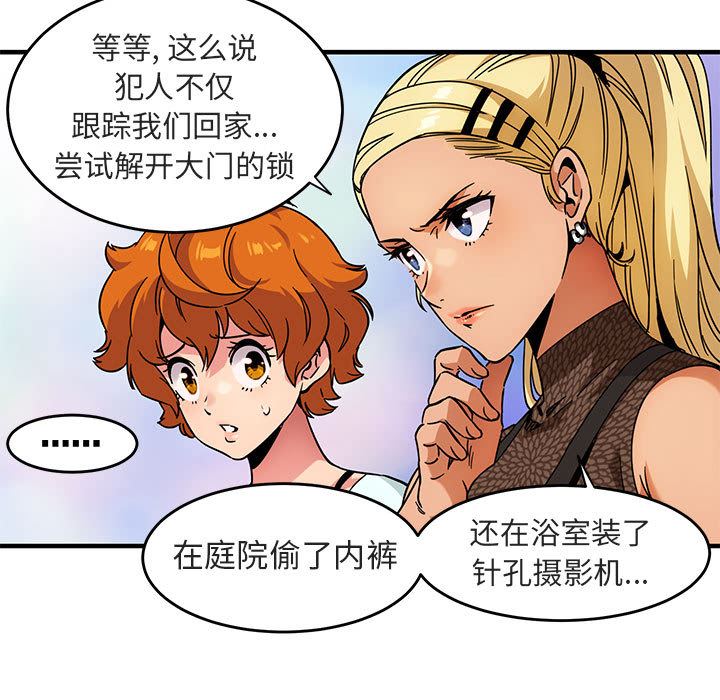 等等, 这么说
犯人不仅
跟踪我们回家...
尝试解开大门的锁
......
在庭院偷了内裤
还在浴室装了
针孔摄影机...